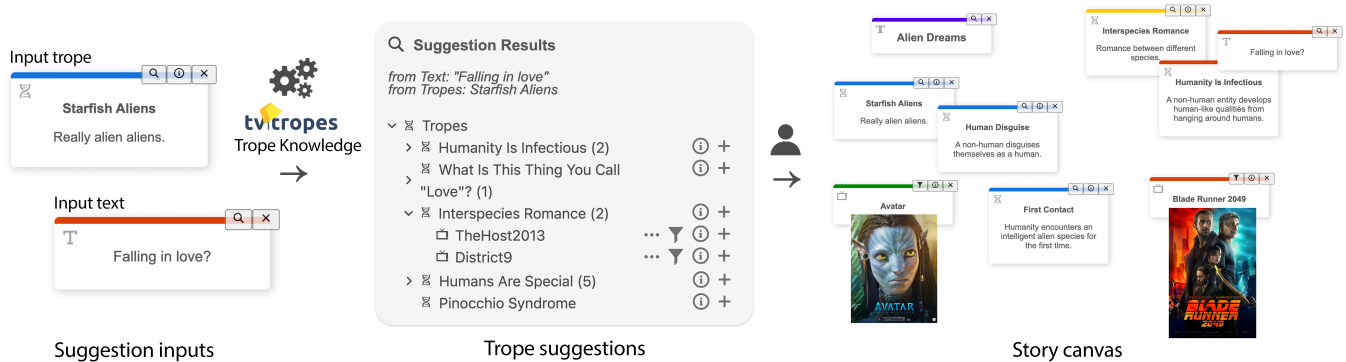 Input trope
Starfish Aliens
Really alien aliens.
Input text
Falling in love?
Suggestion inputs
tvtropes
Trope Knowledge
Suggestion Results
from Text: "Falling in love"
from Tropes: Starfish Aliens
Tropes
Humanity Is Infectious (2)
What Is This Thing You Call
"Love"? (1)
Interspecies Romance (2)
TheHost2013
District9
Humans Are Special (5)
Pinocchio Syndrome
Trope suggestions
Alien Dreams
Interspecies Romance
Romance between different
species.
Falling in love?
Humanity Is Infectious
A non-human entity develops
human-like qualities from
hanging around humans.
Starfish Aliens
Really alien aliens.
Human Disguise
A non-human disguises
themselves as a human.
Avatar
AVATAR
First Contact
Humanity encounters an
intelligent alien species for
the first time.
Blade Runner 2049
BLADE
RUNNER
2049
Story canvas